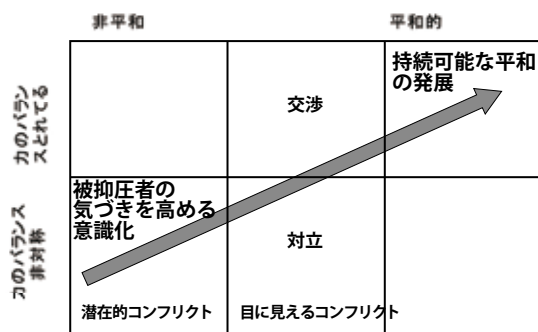 非平和
平和的
力のバラン
スとれてる
交渉
持続可能な平和
の発展
力のバランス
非対称
被抑圧者の
気づきを高める
意識化
対立
潜在的コンフリクト
目に見えるコンフリクト